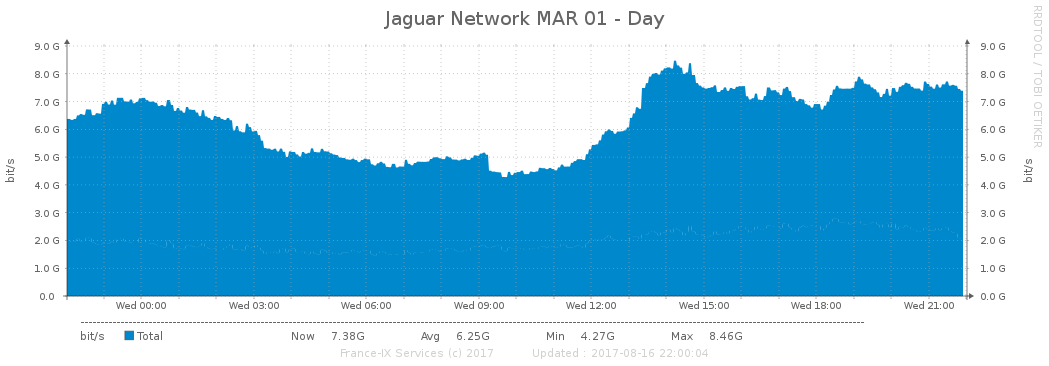 Jaguar Network MAR 01 - Day
RRDTOOL / TOBI OETIKER
bit/s
bit/s
9.0 G 9.0 G
8.0 G 8.0 G
7.0 G 7.0 G
6.0 G 6.0 G
5.0 G 5.0 G
4.0 G 4.0 G
3.0 G 3.0 G
2.0 G 2.0 G
1.0 G 1.0 G
0.0 0.0 G
Wed 00:00 Wed 03:00 Wed 06:00 Wed 09:00 Wed 12:00 Wed 15:00 Wed 18:00 Wed 21:00
bit/s Total Now 7.38G Avg 6.25G Min 4.27G Max 8.46G
France-IX Services (c) 2017 Updated : 2017-08-16 22:00:04